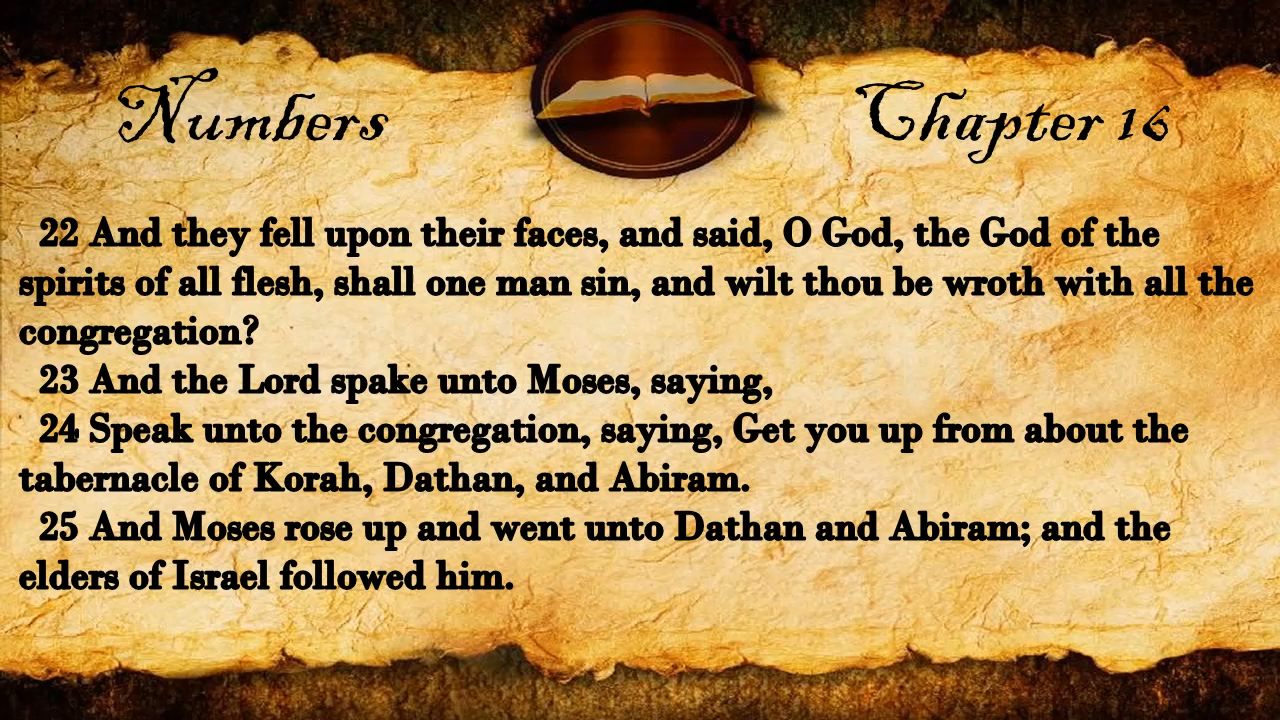 Numbers
Chapter 16
22 And they fell upon their faces, and said, O God, the God of the
spirits of all flesh, shall one man sin, and wilt thou be wroth with all the
congregation?
23 And the Lord spake unto Moses, saying,
24 Speak unto the congregation, saying, Get you up from about the
tabernacle of Korah, Dathan, and Abiram.
25 And Moses rose up and went unto Dathan and Abiram; and the
elders of Israel followed him.